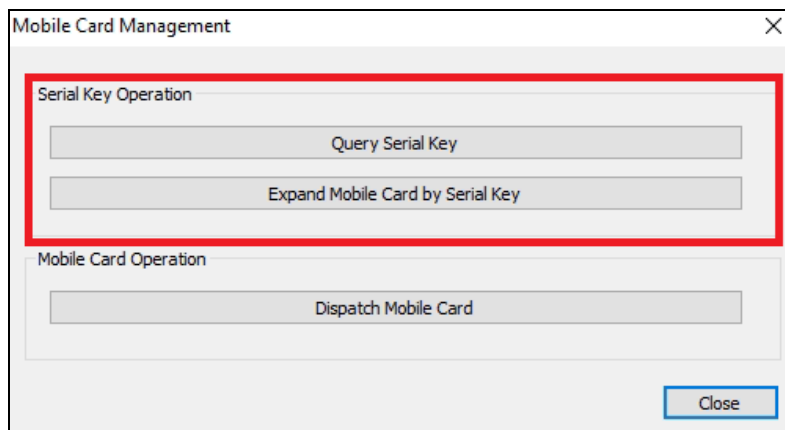 Mobile Card Management
Serial Key Operation
Query Serial Key
Expand Mobile Card by Serial Key
Mobile Card Operation
Dispatch Mobile Card
Close